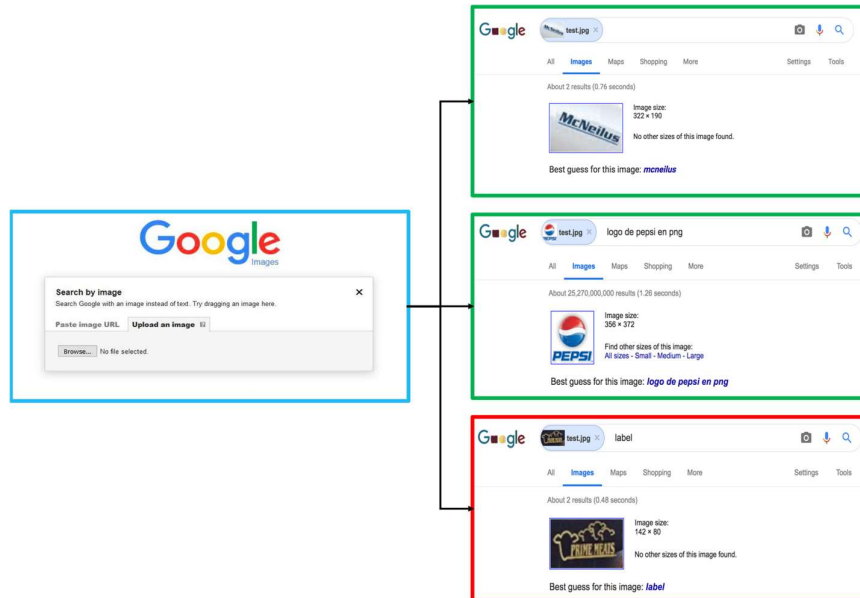 Google
Images
Search by image
Search Google with an image instead of text. Try dragging an image here.
Paste image URL Upload an image
Browse... No file selected.
Google test.jpg ×
All Images Maps Shopping More Settings Tools
About 2 results (0.76 seconds)
McNeilus
Image size:
322 × 190
No other sizes of this image found.
Best guess for this image: mcneilus
Google test.jpg × logo de pepsi en png
All Images Maps Shopping More Settings Tools
About 25,270,000,000 results (1.26 seconds)
PEPSI
Image size:
356 × 372
Find other sizes of this image:
All sizes - Small - Medium - Large
Best guess for this image: logo de pepsi en png
Google test.jpg × label
All Images Maps Shopping More Settings Tools
About 2 results (0.48 seconds)
PRIME MEATS
Image size:
142 × 80
No other sizes of this image found.
Best guess for this image: label